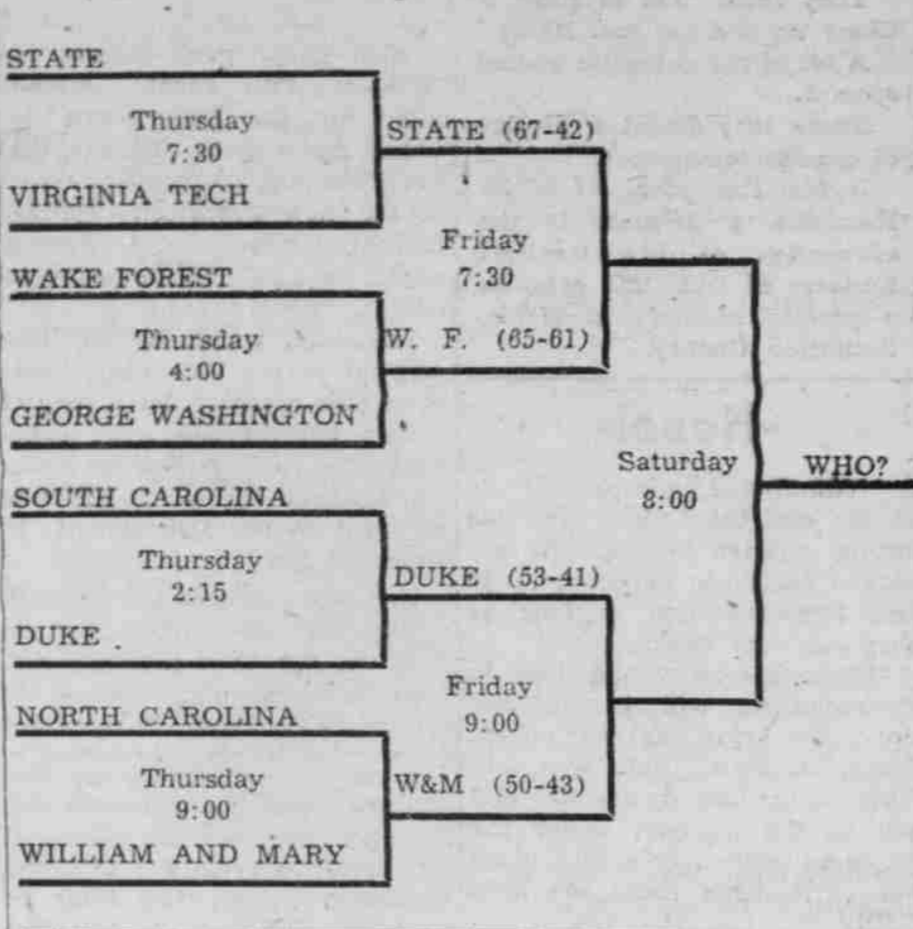 STATE
Thursday
7:30
VIRGINIA TECH
STATE (67-42)
WAKE FOREST
Thursday
4:00
GEORGE WASHINGTON
W. F. (65-61)
Friday
7:30
SOUTH CAROLINA
Thursday
2:15
DUKE
DUKE (53-41)
NORTH CAROLINA
Thursday
9:00
WILLIAM AND MARY
W&M (50-43)
Friday
9:00
Saturday
8:00
WHO?